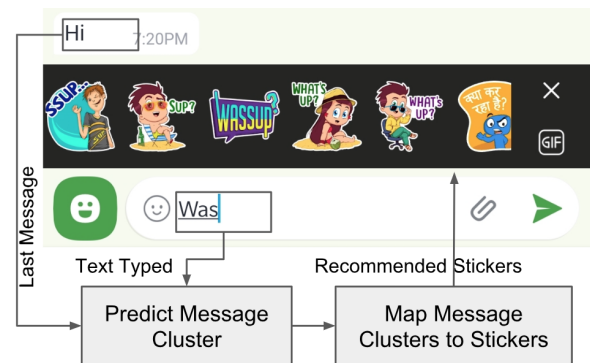 Hi
7:20PM
SSUP...
SUP?
WASSUP?
WHAT'S
UP?
WHAT'S
UP?
क्या कर
रहा है?
GIF
Was
Last Message
Text Typed
Recommended Stickers
Predict Message
Cluster
Map Message
Clusters to Stickers